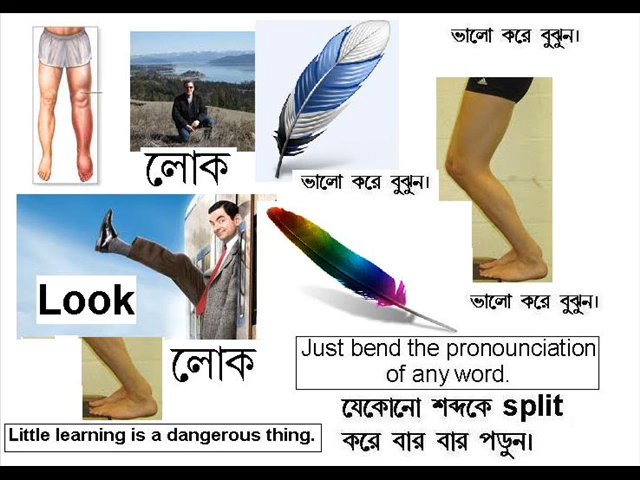 ভালো করে বুঝুন।
লোক
ভালো করে বুঝুন।
Look
ভালো করে বুঝুন।
লোক
Just bend the pronounciation
of any word.
যেকোনো শব্দকে split
করে বার বার পড়ুন।
Little learning is a dangerous thing.